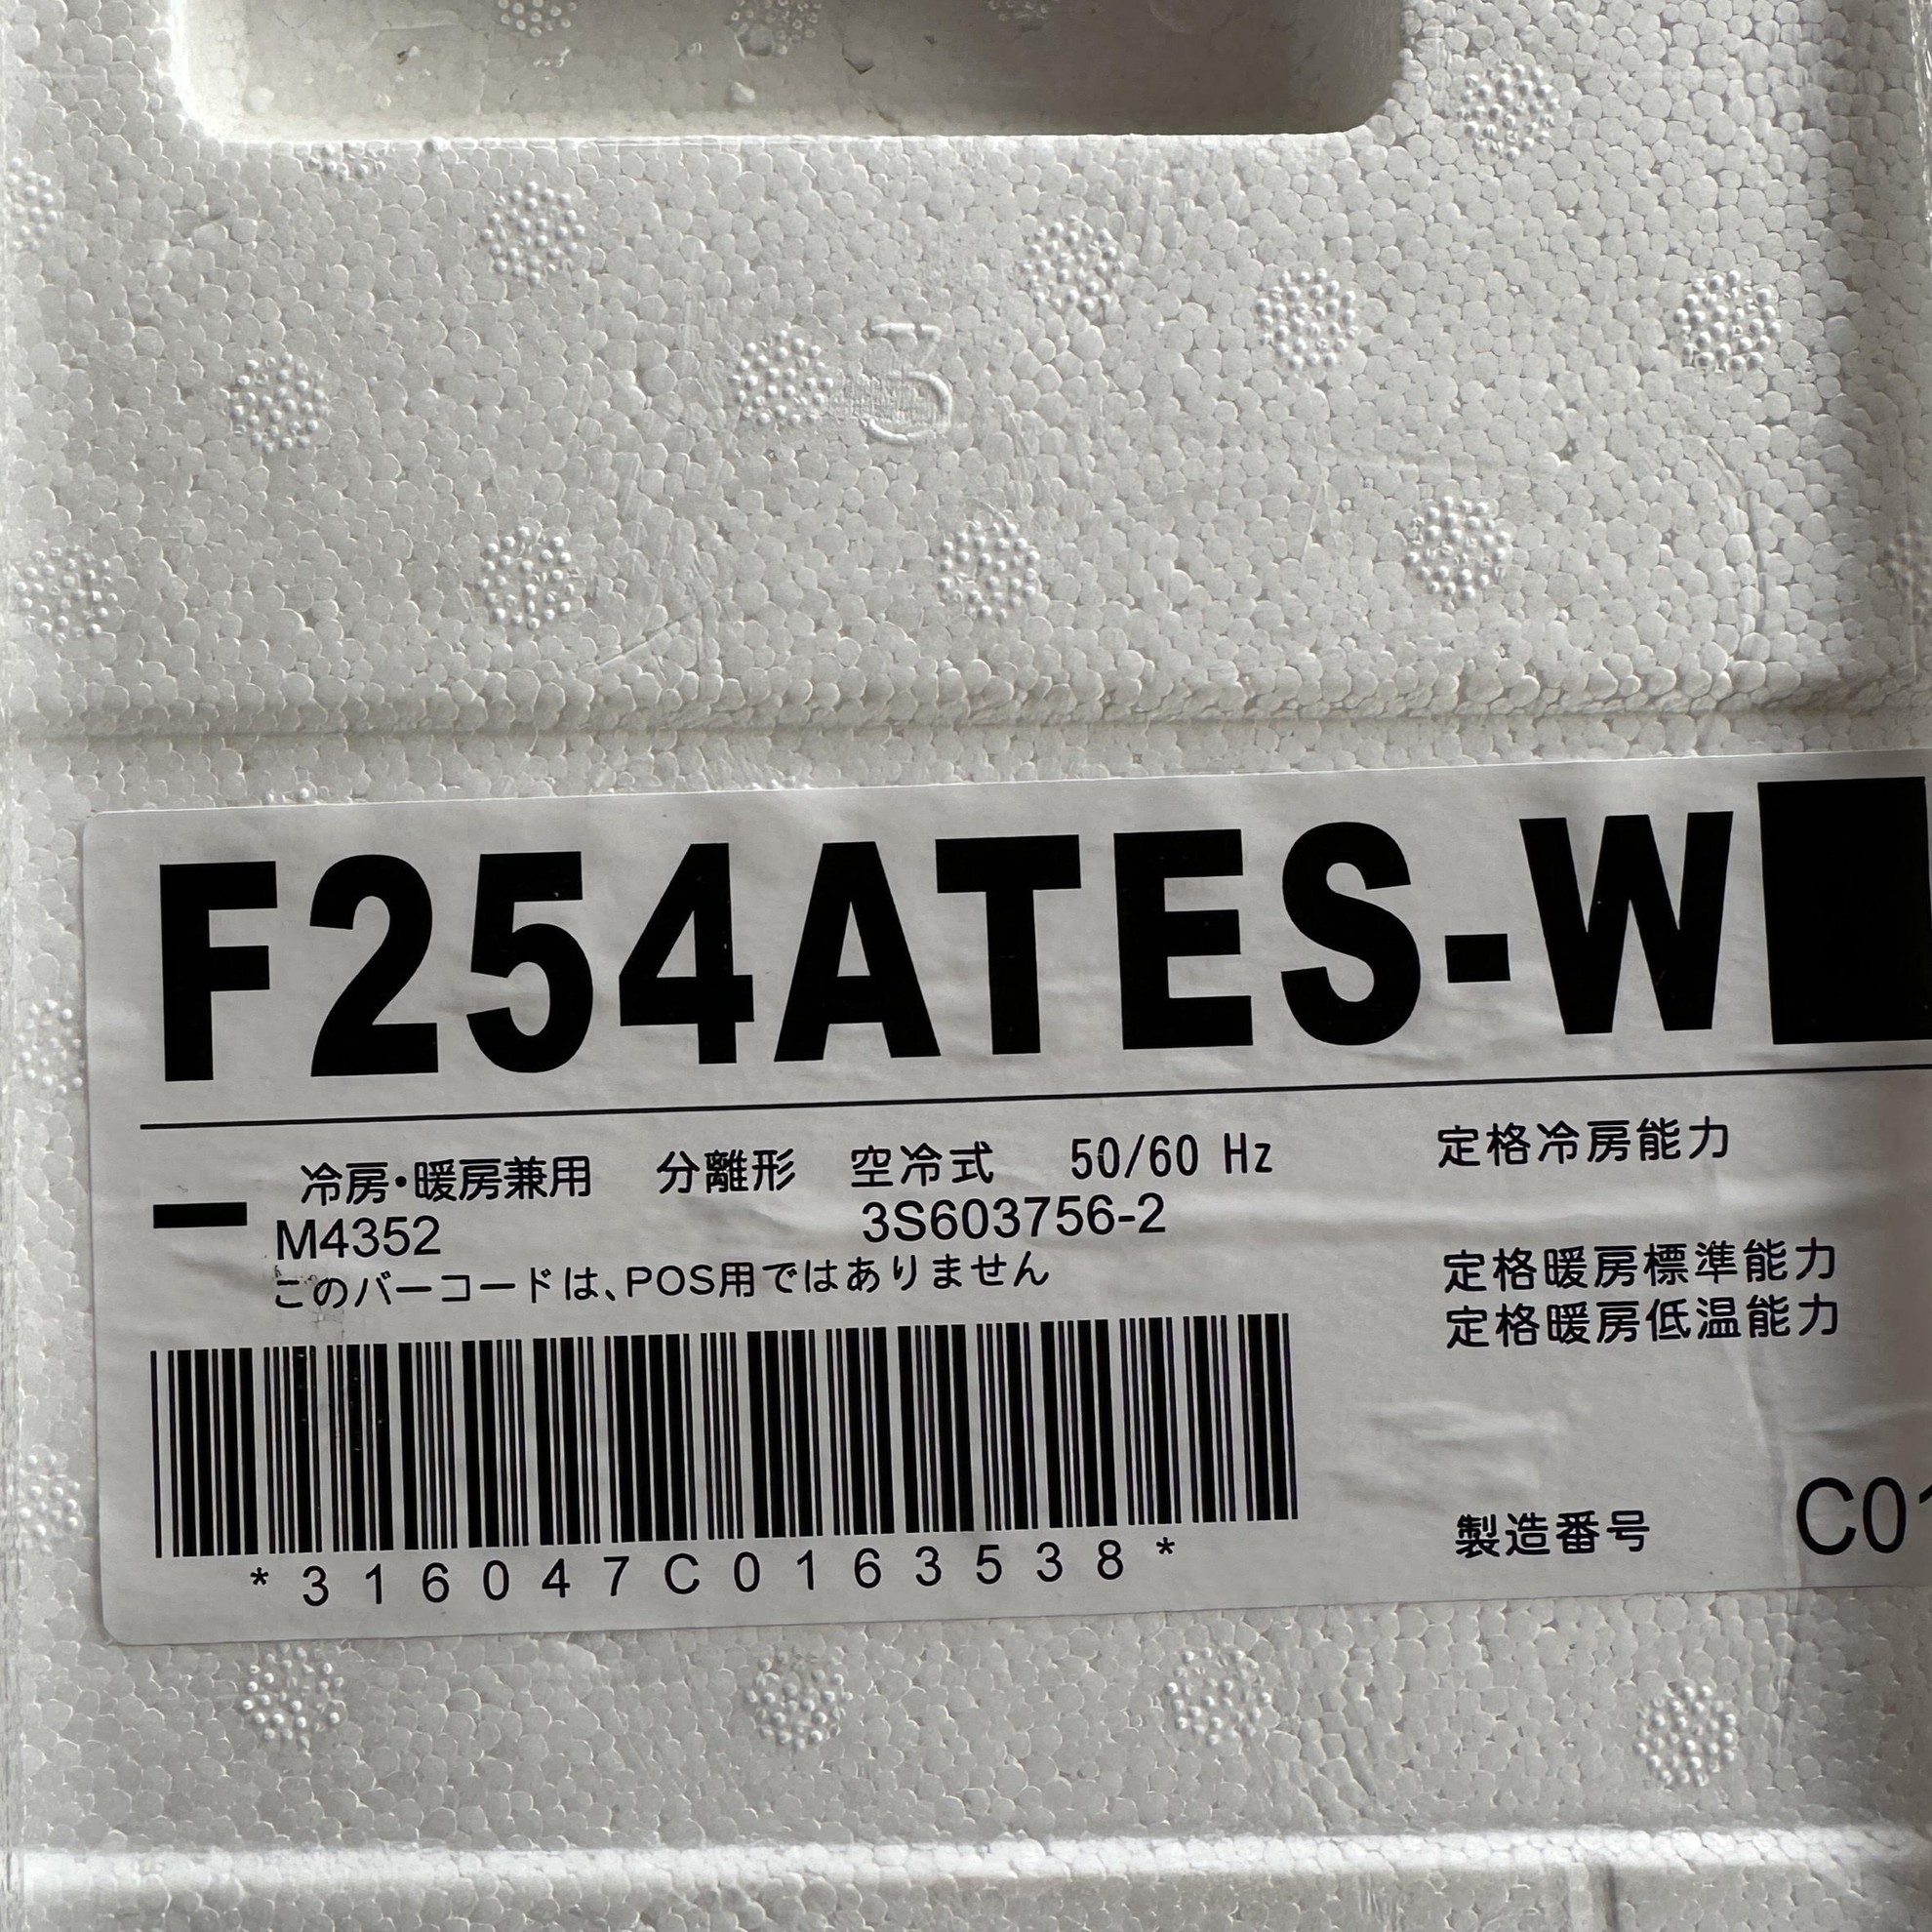 3
F254ATES-W
冷房・暖房兼用 分離形 空冷式 50/60 Hz
M4352 3S603756-2
このバーコードは、POS用ではありません
*316047C0163538*
定格冷房能力
定格暖房標準能力
定格暖房低温能力
製造番号 C01